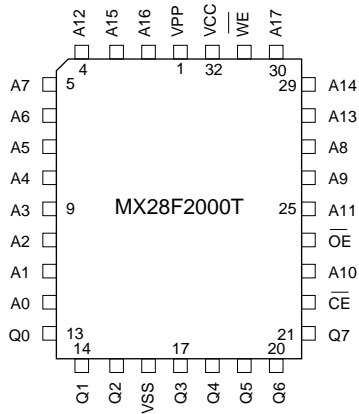 A12 A15 A16 VPP VCC WE A17
4 1 32 30
A7 5 29 A14
A6 A13
A5 A8
A4 A9
A3 9 MX28F2000T 25 A11
A2 OE
A1 A10
A0 CE
Q0 13 21 Q7
14 17 20
Q1 Q2 VSS Q3 Q4 Q5 Q6